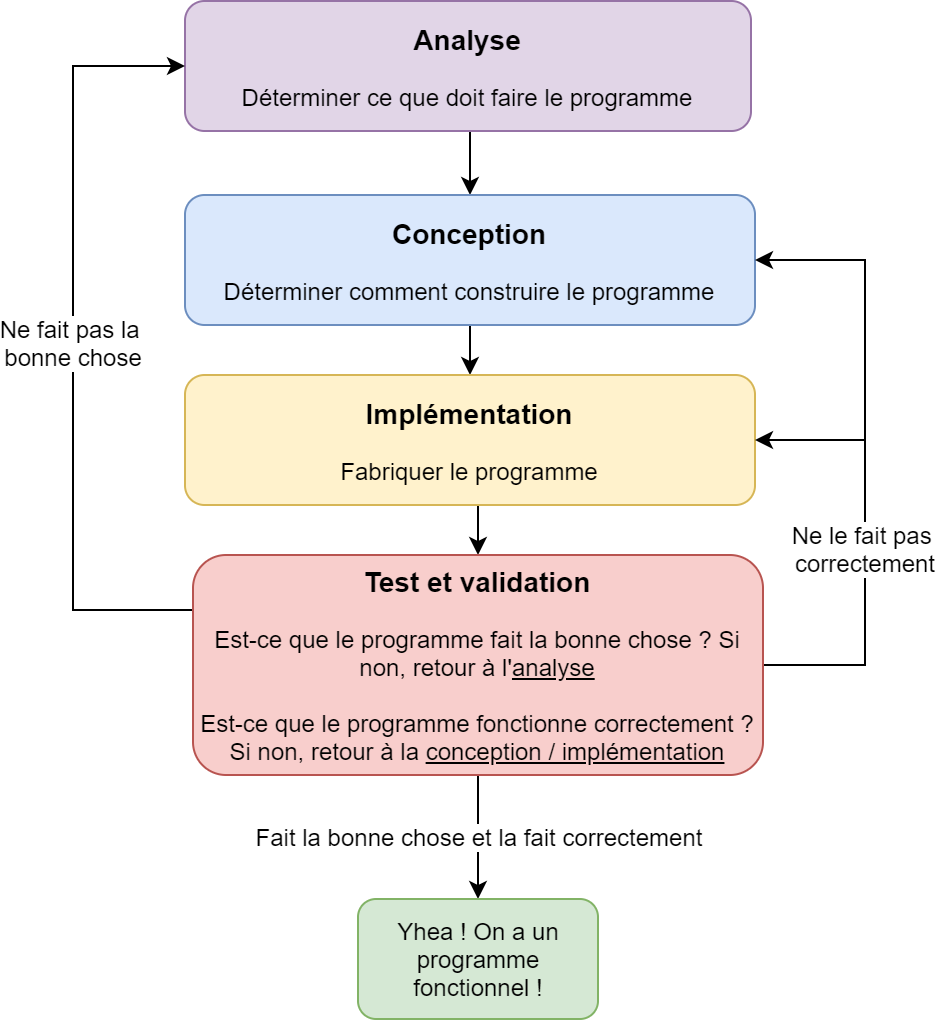 Analyse
Déterminer ce que doit faire le programme
Conception
Déterminer comment construire le programme
Ne fait pas la
bonne chose
Implémentation
Fabriquer le programme
Ne le fait pas
correctement
Test et validation
Est-ce que le programme fait la bonne chose ? Si
non, retour à l'analyse
Est-ce que le programme fonctionne correctement ?
Si non, retour à la conception / implémentation
Fait la bonne chose et la fait correctement
Yhea ! On a un
programme
fonctionnel !